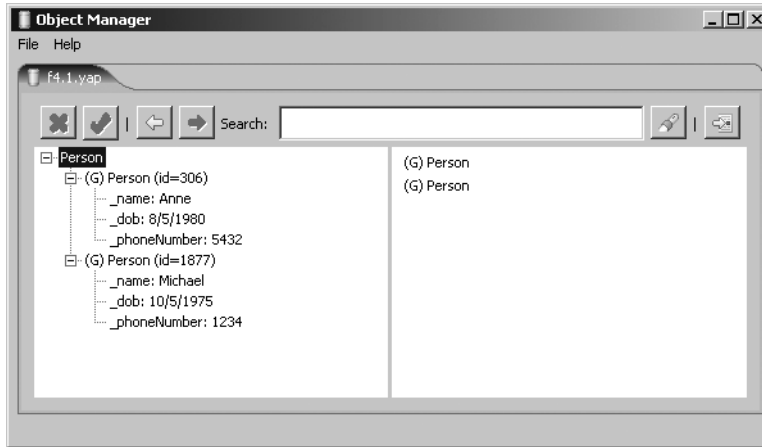 Object Manager
File Help
f4.1.yap
Search:
Person
(G) Person (id=306)
_name: Anne
_dob: 8/5/1980
_phoneNumber: 5432
(G) Person (id=1877)
_name: Michael
_dob: 10/5/1975
_phoneNumber: 1234
(G) Person
(G) Person